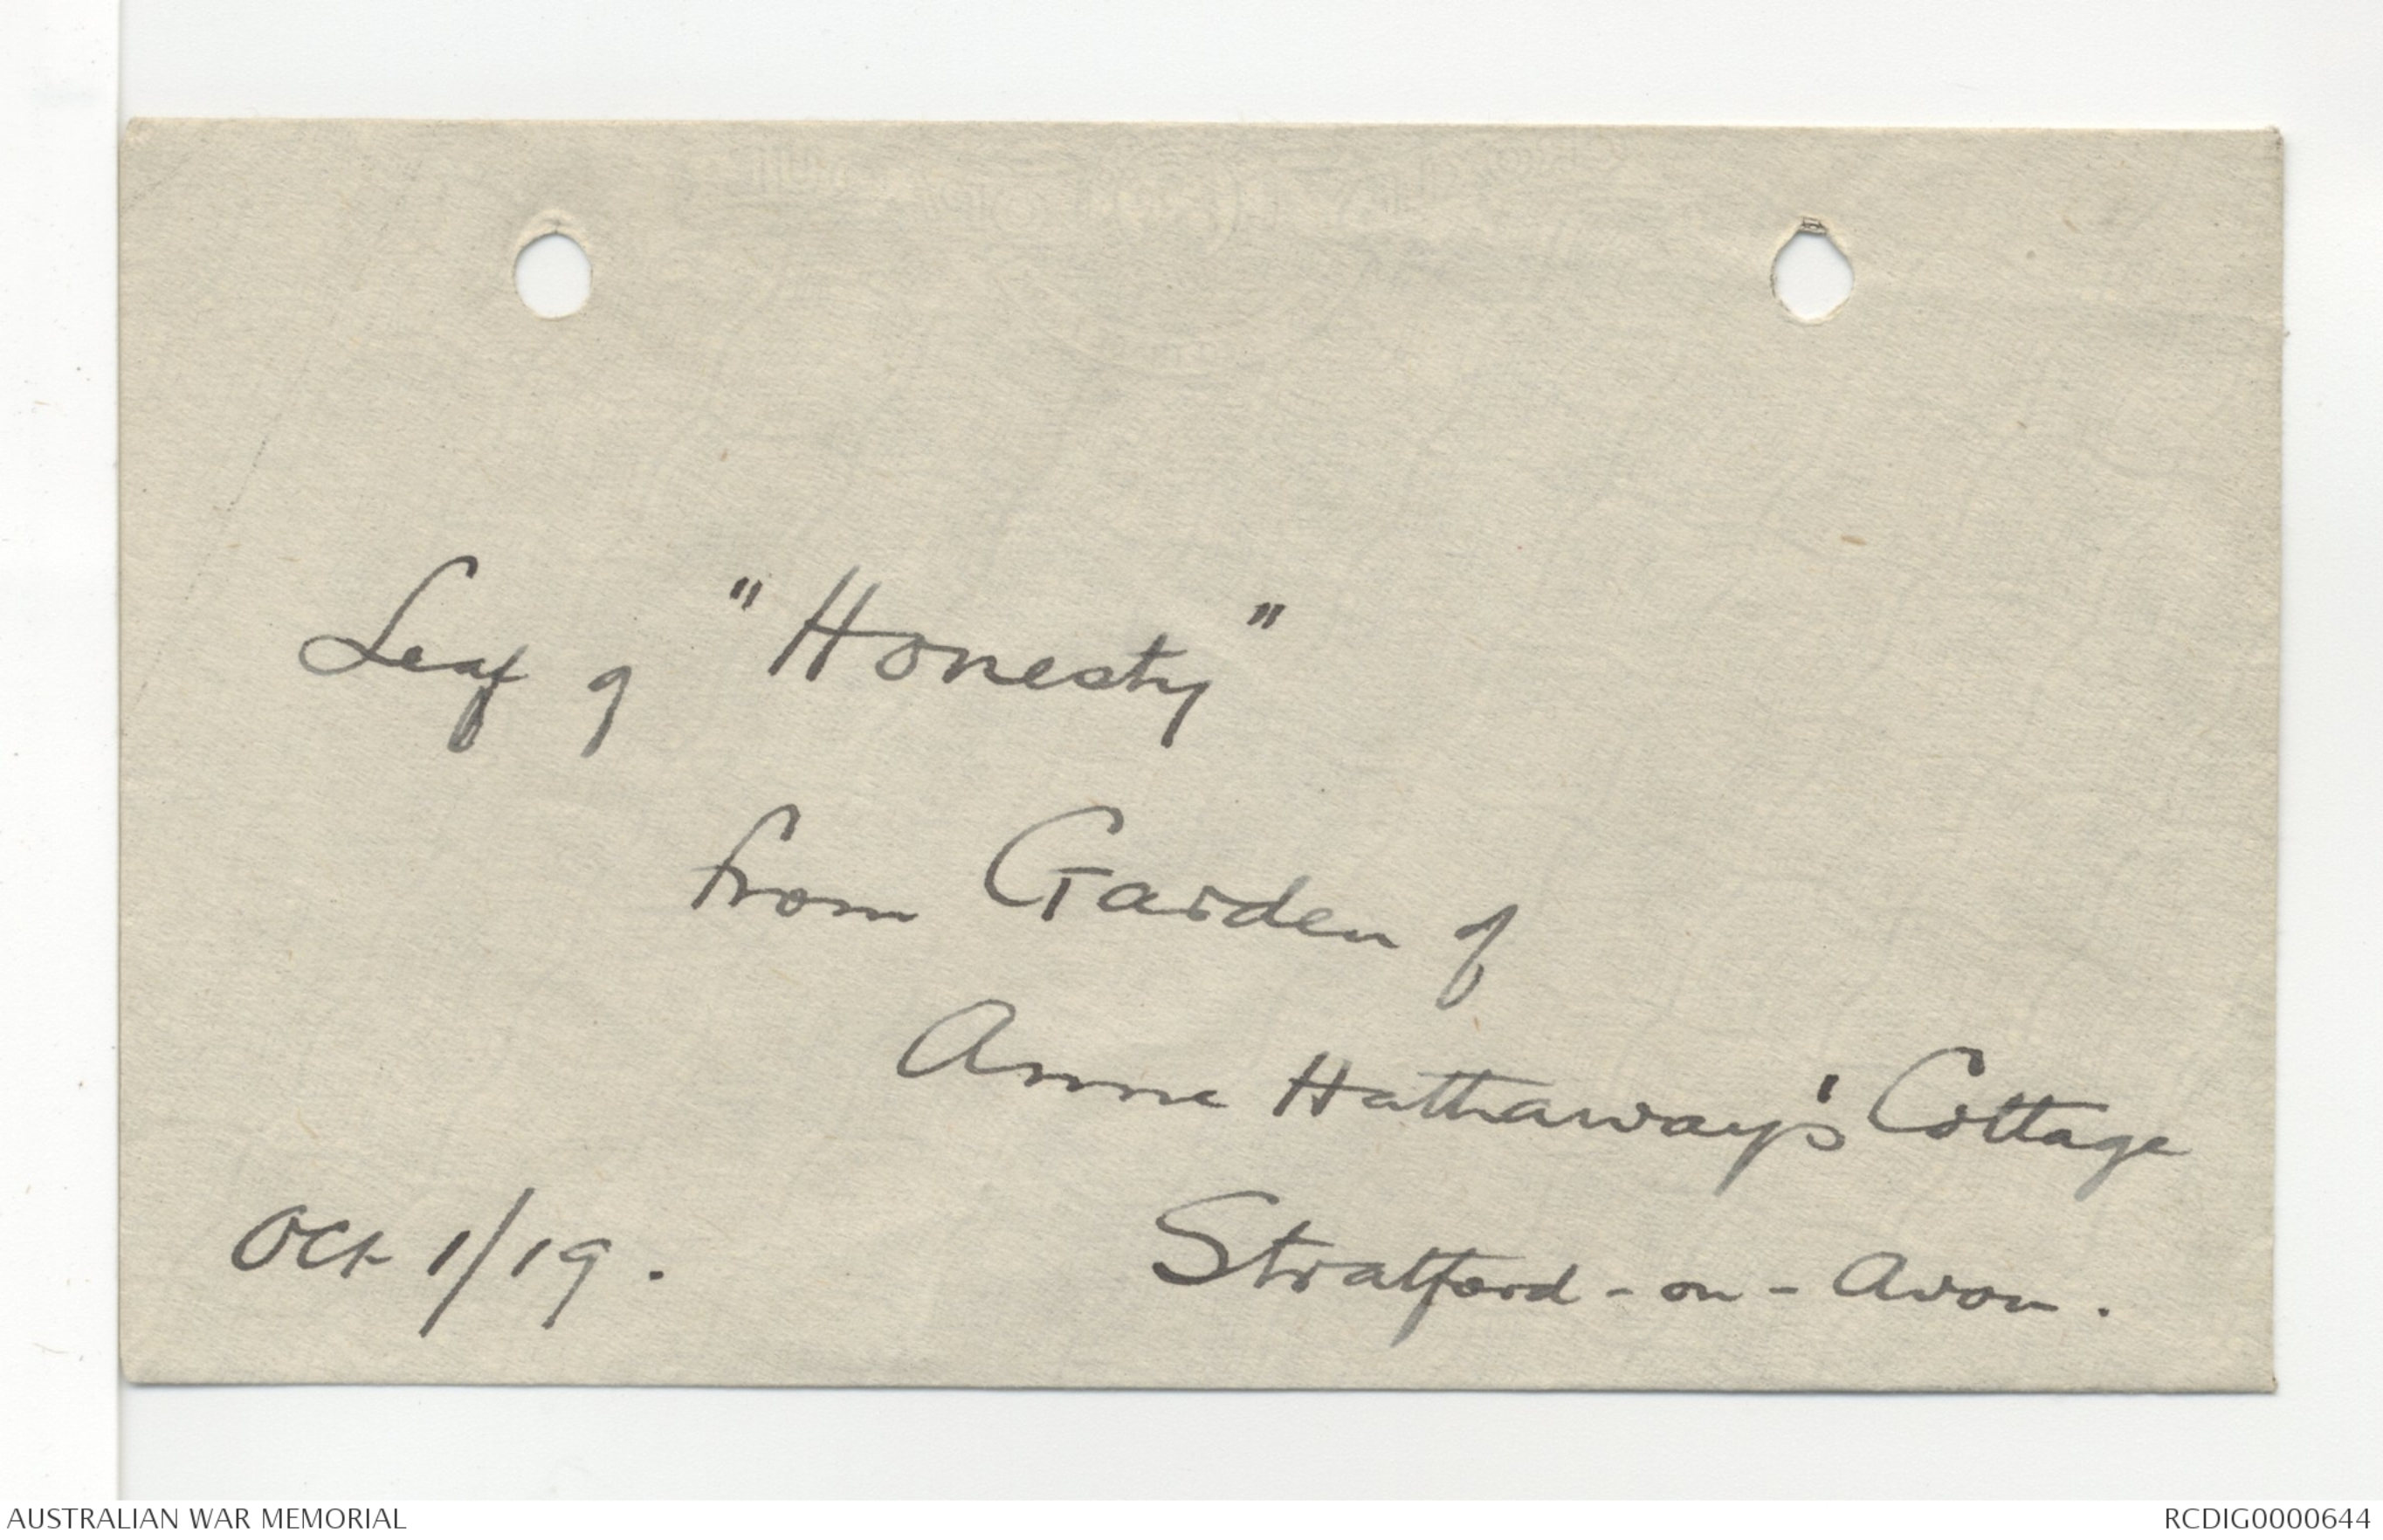 Leaf of "Honesty"
from Garden of
Anne Hathaway's Cottage
Oct 1/19. Stratford-on-Avon.
AUSTRALIAN WAR MEMORIAL RCDIG0000644